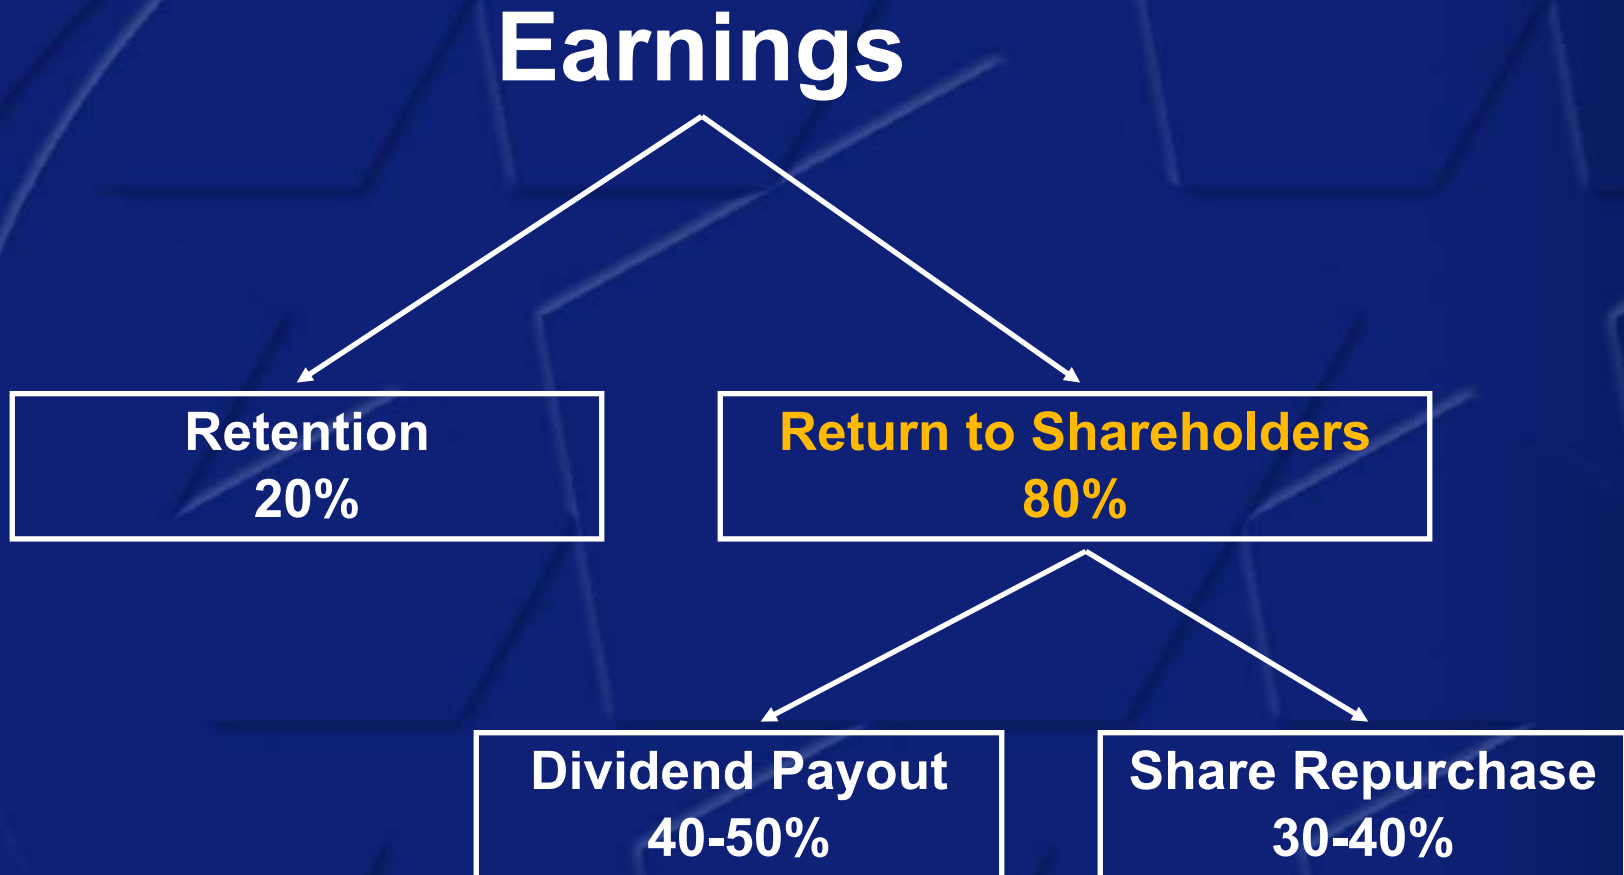 Earnings
Retention
20%
Return to Shareholders
80%
Dividend Payout
40-50%
Share Repurchase
30-40%